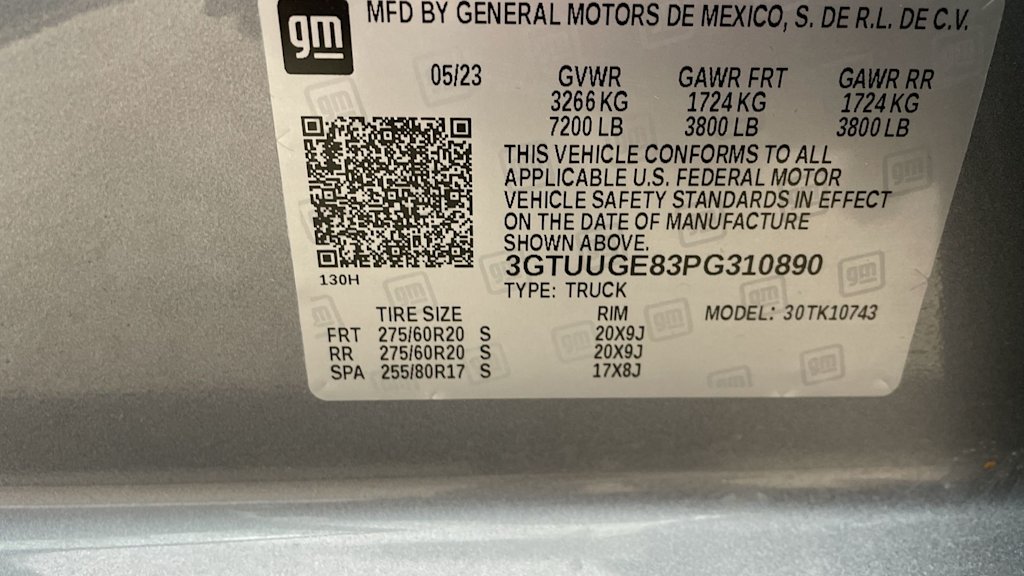 gm MFD BY GENERAL MOTORS DE MEXICO, S. DE R.L. DE C.V.
05/23 GVWR GAWR FRT GAWR RR
3266 KG 1724 KG 1724 KG
7200 LB 3800 LB 3800 LB
THIS VEHICLE CONFORMS TO ALL
APPLICABLE U.S. FEDERAL MOTOR
VEHICLE SAFETY STANDARDS IN EFFECT
ON THE DATE OF MANUFACTURE
SHOWN ABOVE.
3GTUUGE83PG310890
130H
TYPE: TRUCK
TIRE SIZE RIM MODEL: 30TK10743
FRT 275/60R20 S 20X9J
RR 275/60R20 S 20X9J
SPA 255/80R17 S 17X8J